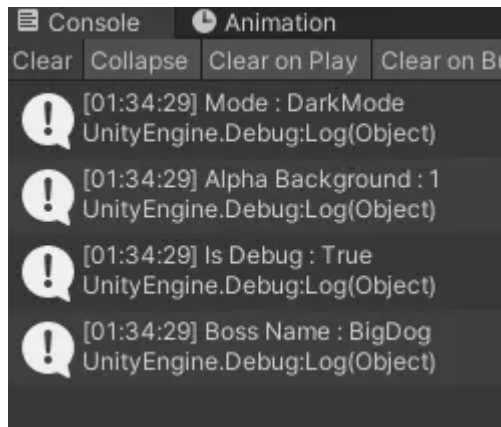 Console Animation
Clear Collapse Clear on Play Clear on
[01:34:29] Mode : DarkMode
UnityEngine.Debug:Log(Object)
[01:34:29] Alpha Background : 1
UnityEngine.Debug:Log(Object)
[01:34:29] Is Debug : True
UnityEngine.Debug:Log(Object)
[01:34:29] Boss Name : BigDog
UnityEngine.Debug:Log(Object)